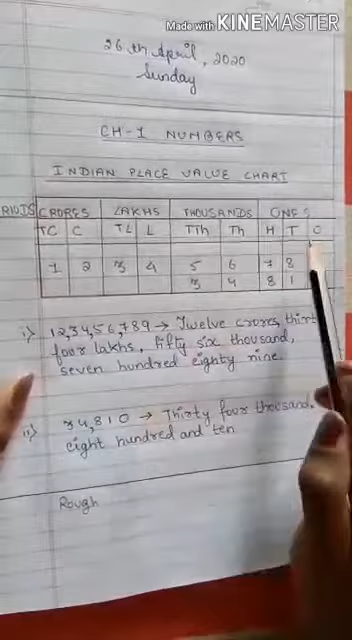 Made with KINEMASTER
26th April, 2020
Sunday
CH-1 NUMBERS
INDIAN PLACE VALUE CHART
CRORES LAKHS THOUSANDS ONES
TC C TL L TTh Th H T O
1 2 3 4 5 6 7 8
3 4 8 1
i) 12,34,56,789 → Twelve crores, thirt
four lakhs, fifty six thousand,
seven hundred eighty nine.
ii) 34,810 → Thirty four thousand.
eight hundred and ten
Rough